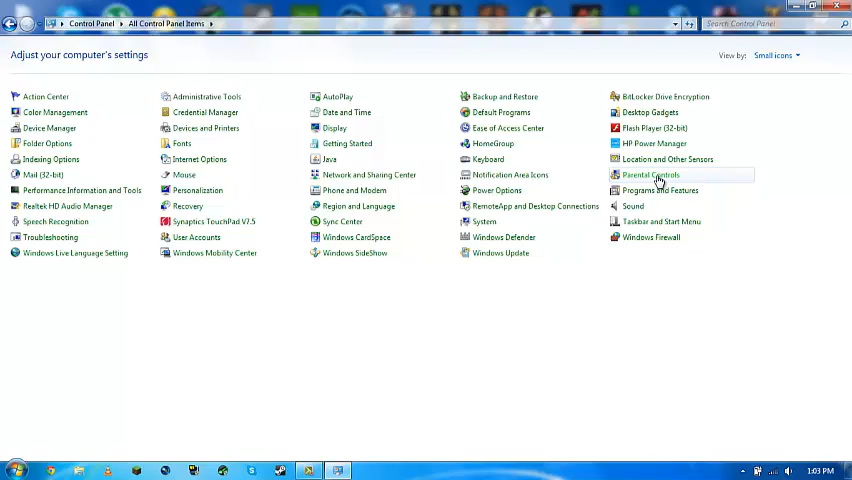 Control Panel All Control Panel Items Search Control Panel
Adjust your computer's settings View by: Small icons
Action Center Administrative Tools AutoPlay Backup and Restore BitLocker Drive Encryption
Color Management Credential Manager Date and Time Default Programs Desktop Gadgets
Device Manager Devices and Printers Display Ease of Access Center Flash Player (32-bit)
Folder Options Fonts Getting Started HomeGroup HP Power Manager
Indexing Options Internet Options Java Keyboard Location and Other Sensors
Mail (32-bit) Mouse Network and Sharing Center Notification Area Icons Parental Controls
Performance Information and Tools Personalization Phone and Modem Power Options Programs and Features
Realtek HD Audio Manager Recovery Region and Language RemoteApp and Desktop Connections Sound
Speech Recognition Synaptics TouchPad V7.5 Sync Center System Taskbar and Start Menu
Troubleshooting User Accounts Windows CardSpace Windows Defender Windows Firewall
Windows Live Language Setting Windows Mobility Center Windows SideShow Windows Update
1:03 PM